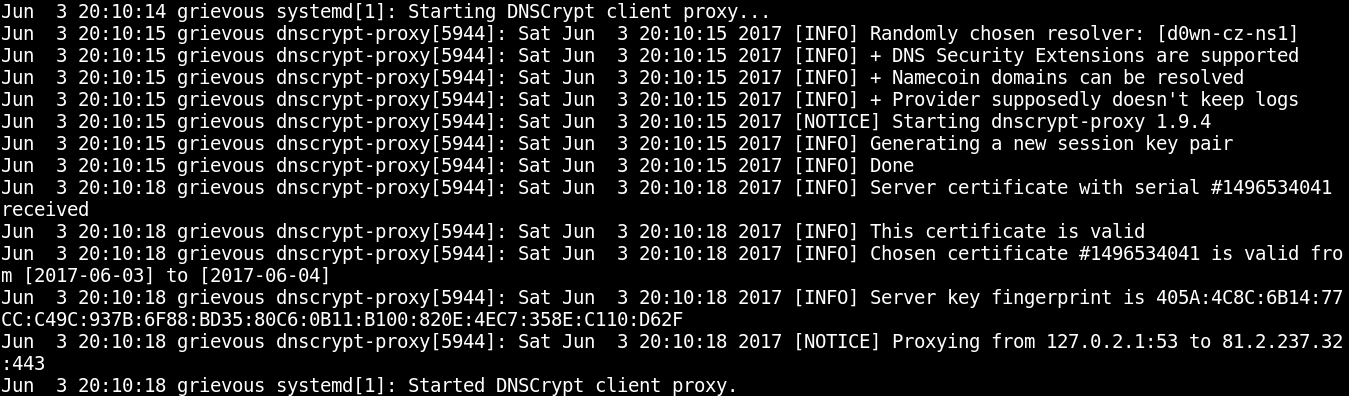 Jun  3 20:10:14 grievous systemd[1]: Starting DNSCrypt client proxy...
Jun  3 20:10:15 grievous dnscrypt-proxy[5944]: Sat Jun  3 20:10:15 2017 [INFO] Randomly chosen resolver: [d0wn-cz-ns1]
Jun  3 20:10:15 grievous dnscrypt-proxy[5944]: Sat Jun  3 20:10:15 2017 [INFO] + DNS Security Extensions are supported
Jun  3 20:10:15 grievous dnscrypt-proxy[5944]: Sat Jun  3 20:10:15 2017 [INFO] + Namecoin domains can be resolved
Jun  3 20:10:15 grievous dnscrypt-proxy[5944]: Sat Jun  3 20:10:15 2017 [INFO] + Provider supposedly doesn't keep logs
Jun  3 20:10:15 grievous dnscrypt-proxy[5944]: Sat Jun  3 20:10:15 2017 [NOTICE] Starting dnscrypt-proxy 1.9.4
Jun  3 20:10:15 grievous dnscrypt-proxy[5944]: Sat Jun  3 20:10:15 2017 [INFO] Generating a new session key pair
Jun  3 20:10:15 grievous dnscrypt-proxy[5944]: Sat Jun  3 20:10:15 2017 [INFO] Done
Jun  3 20:10:18 grievous dnscrypt-proxy[5944]: Sat Jun  3 20:10:18 2017 [INFO] Server certificate with serial #1496534041
received
Jun  3 20:10:18 grievous dnscrypt-proxy[5944]: Sat Jun  3 20:10:18 2017 [INFO] This certificate is valid
Jun  3 20:10:18 grievous dnscrypt-proxy[5944]: Sat Jun  3 20:10:18 2017 [INFO] Chosen certificate #1496534041 is valid fro
m [2017-06-03] to [2017-06-04]
Jun  3 20:10:18 grievous dnscrypt-proxy[5944]: Sat Jun  3 20:10:18 2017 [INFO] Server key fingerprint is 405A:4C8C:6B14:77
CC:C49C:937B:6F88:BD35:80C6:0B11:B100:820E:4EC7:358E:C110:D62F
Jun  3 20:10:18 grievous dnscrypt-proxy[5944]: Sat Jun  3 20:10:18 2017 [NOTICE] Proxying from 127.0.2.1:53 to 81.2.237.32
:443
Jun  3 20:10:18 grievous systemd[1]: Started DNSCrypt client proxy.